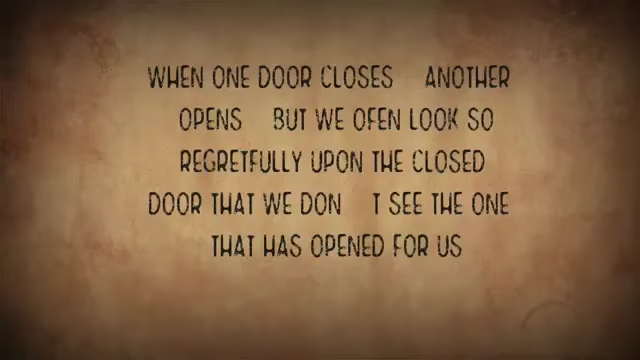 WHEN ONE DOOR CLOSES ANOTHER
OPENS BUT WE OFEN LOOK SO
REGRETFULLY UPON THE CLOSED
DOOR THAT WE DON T SEE THE ONE
THAT HAS OPENED FOR US